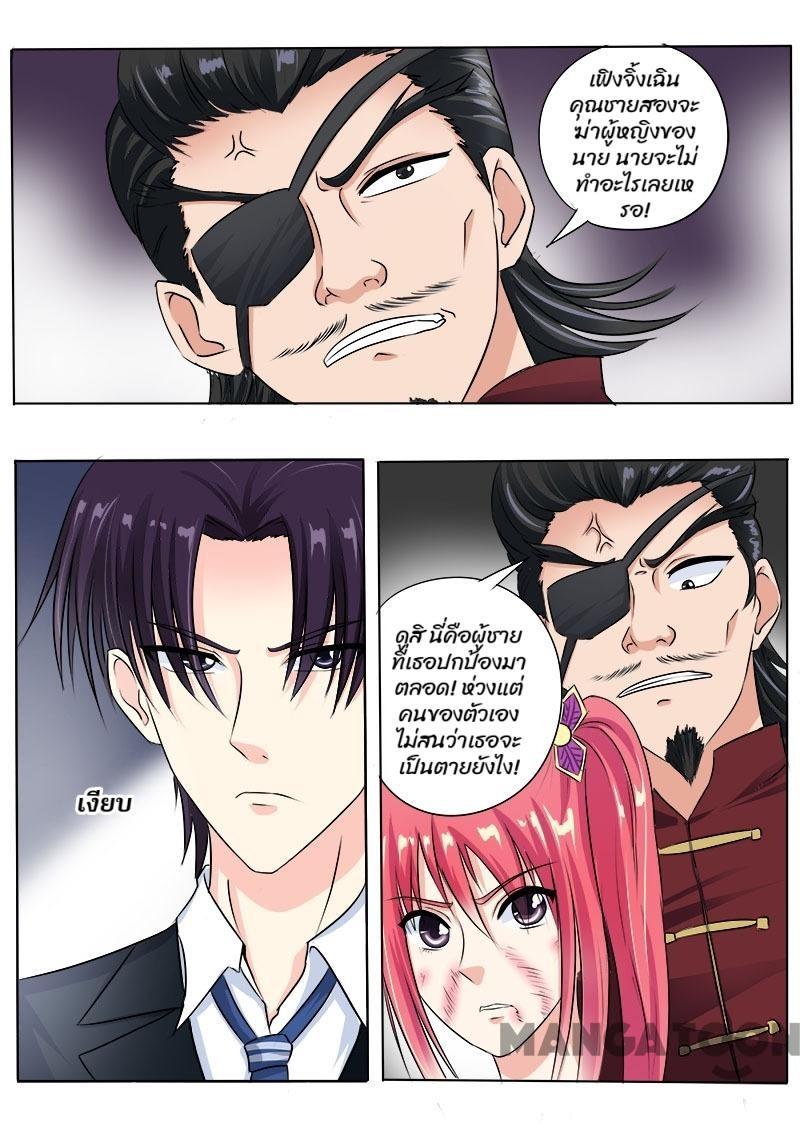 เฟิงจิ้งเฉิน
คุณชายสองจะ
ฆ่าผู้หญิงของ
นาย นายจะไม่
ทำอะไรเลยเห
รอ!
เงียบ
ดูสิ นี่คือผู้ชาย
ที่เธอปกป้องมา
ตลอด! ห่วงแต่
คนของตัวเอง
ไม่สนว่าเธอจะ
เป็นตายยังไง!
MANGATOON